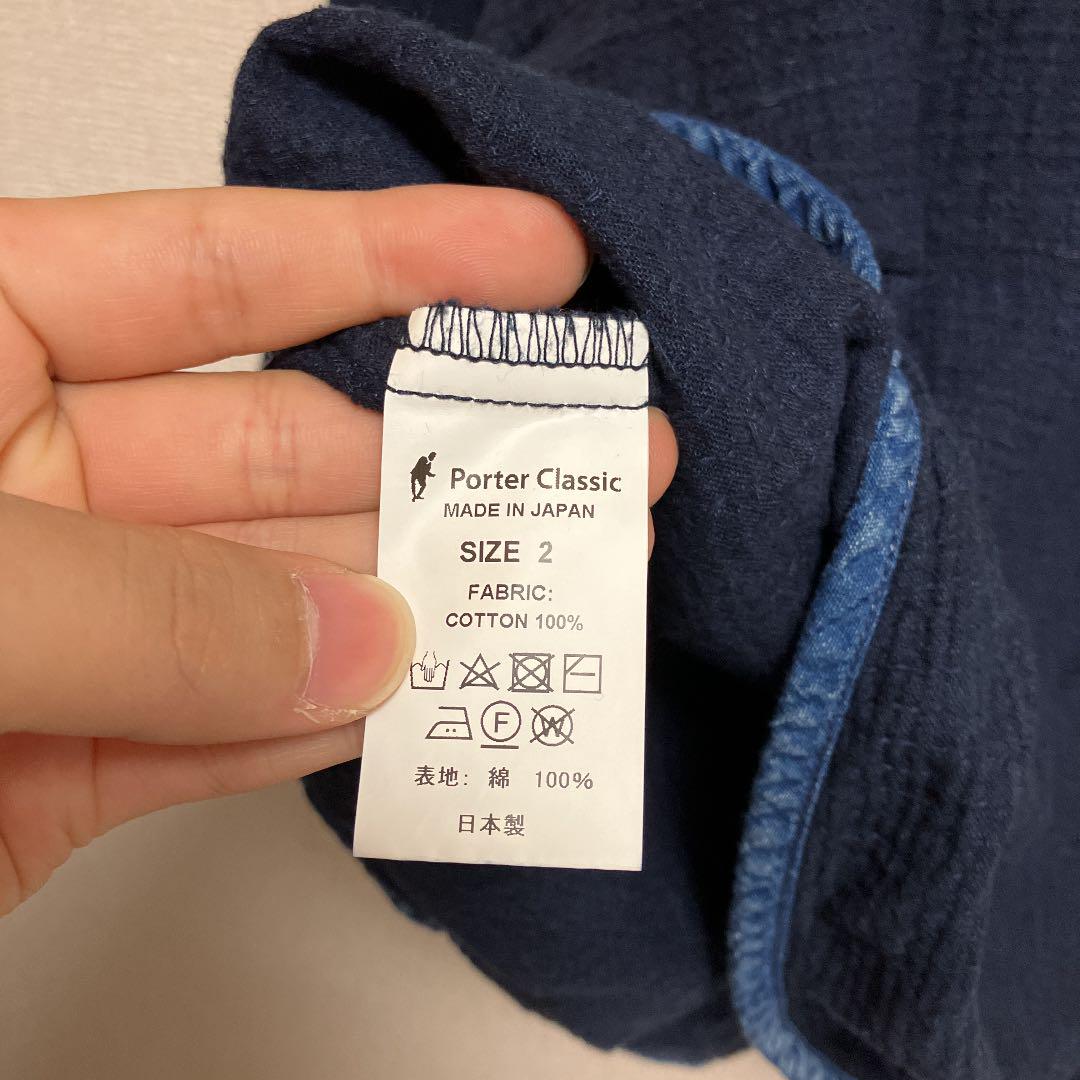 Porter Classic
MADE IN JAPAN
SIZE 2
FABRIC:
COTTON 100%
F W
表地: 綿 100%
日本製